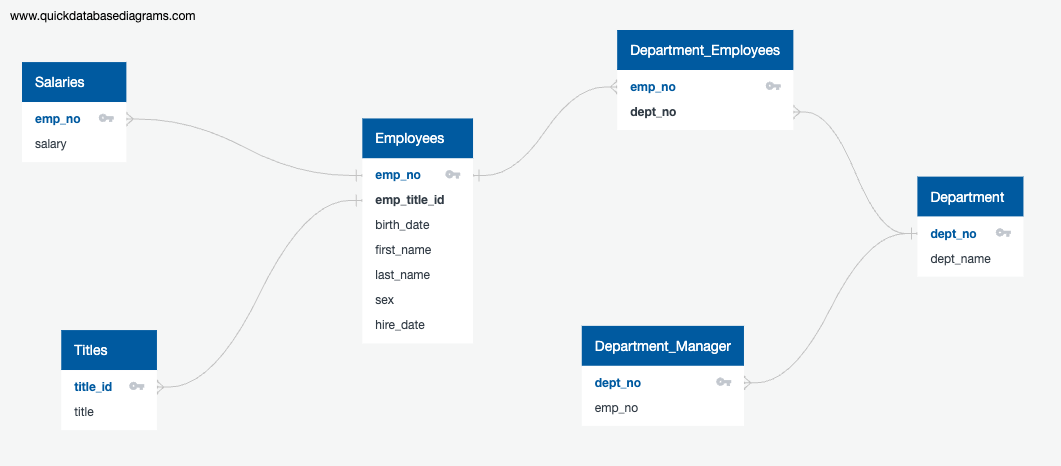 www.quickdatabasediagrams.com
Salaries
emp_no
salary
Employees
emp_no
emp_title_id
birth_date
first_name
last_name
sex
hire_date
Department_Employees
emp_no
dept_no
Department
dept_no
dept_name
Titles
title_id
title
Department_Manager
dept_no
emp_no